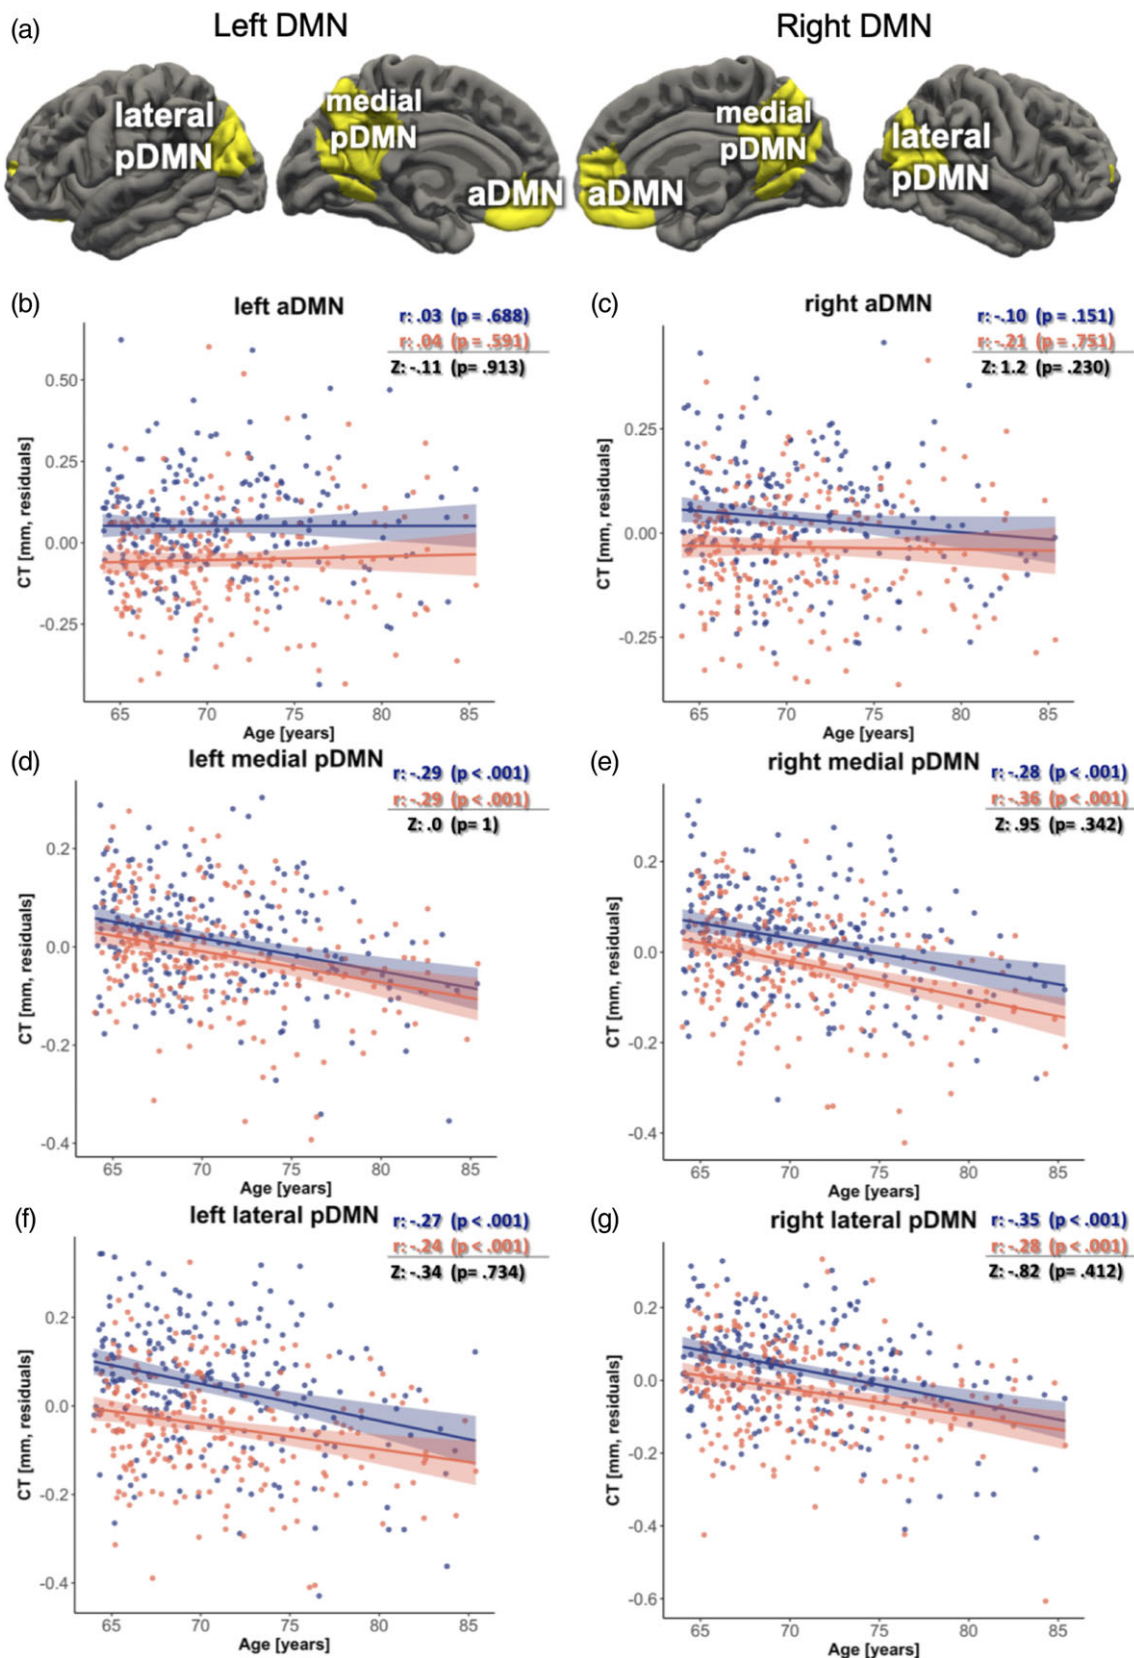 (a)
Left DMN
Right DMN
lateral
pDMN
medial
pDMN
aDMN
aDMN
medial
pDMN
lateral
pDMN
(b)
left aDMN
r: .03 (p = .688)
r: .04 (p = .591)
Z: -.11 (p= .913)
CT [mm, residuals]
0.50
0.25
0.00
-0.25
65 70 75 80 85
Age [years]
(c)
right aDMN
r: -.10 (p = .151)
r: -.21 (p = .751)
Z: 1.2 (p= .230)
CT [mm, residuals]
0.25
0.00
-0.25
65 70 75 80 85
Age [years]
(d)
left medial pDMN
r: -.29 (p < .001)
r: -.29 (p < .001)
Z: .0 (p= 1)
CT [mm, residuals]
0.2
0.0
-0.2
-0.4
65 70 75 80 85
Age [years]
(e)
right medial pDMN
r: -.28 (p < .001)
r: -.36 (p < .001)
Z: .95 (p= .342)
CT [mm, residuals]
0.2
0.0
-0.2
-0.4
65 70 75 80 85
Age [years]
(f)
left lateral pDMN
r: -.27 (p < .001)
r: -.24 (p < .001)
Z: -.34 (p= .734)
CT [mm, residuals]
0.2
0.0
-0.2
-0.4
65 70 75 80 85
Age [years]
(g)
right lateral pDMN
r: -.35 (p < .001)
r: -.28 (p < .001)
Z: -.82 (p= .412)
CT [mm, residuals]
0.2
0.0
-0.2
-0.4
-0.6
65 70 75 80 85
Age [years]